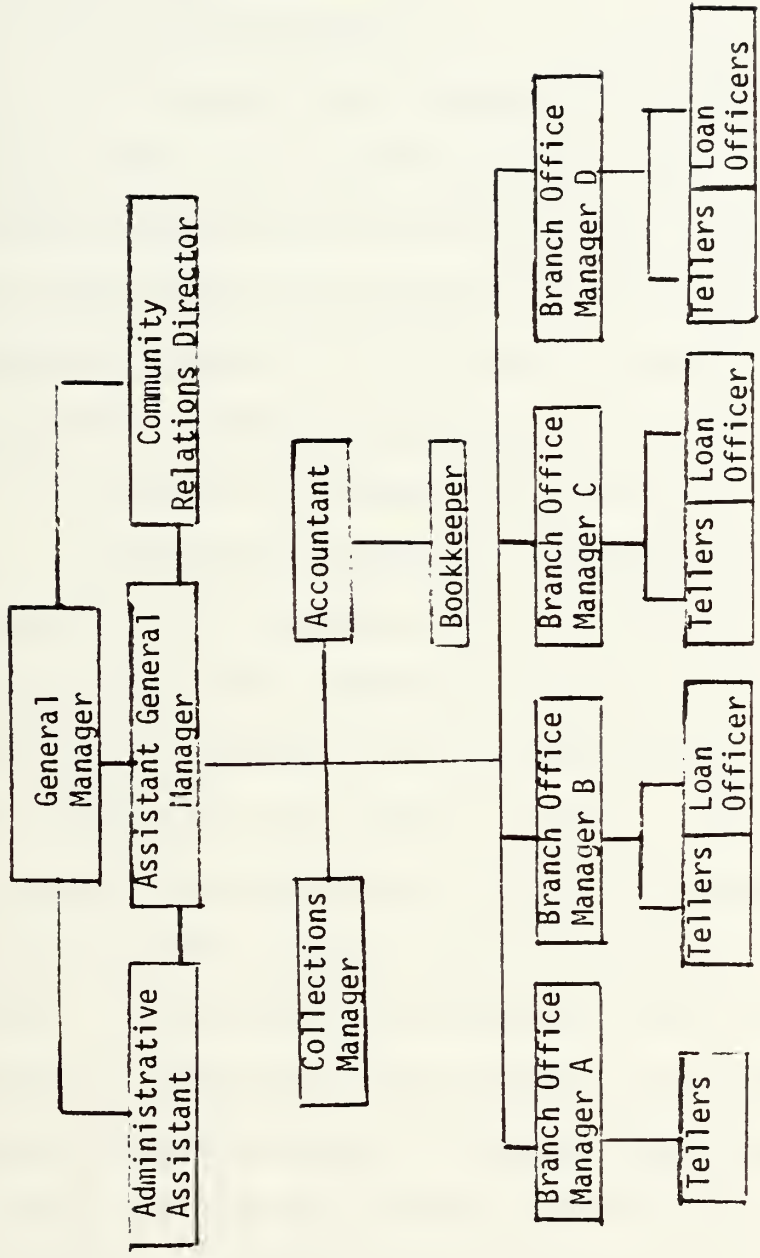 General
Manager
Administrative
Assistant
Assistant General
Manager
Community
Relations Director
Collections
Manager
Accountant
Bookkeeper
Branch Office
Manager A
Branch Office
Manager B
Branch Office
Manager C
Branch Office
Manager D
Tellers
Tellers
Loan
Officer
Tellers
Loan
Officer
Tellers
Loan
Officers